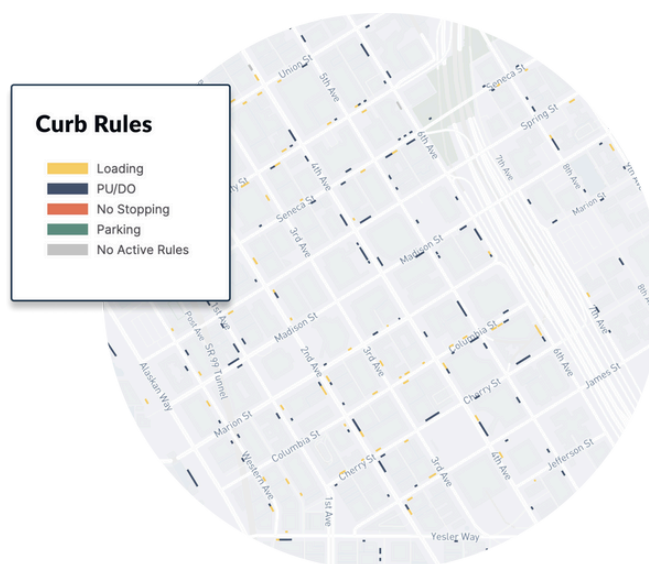 Curb Rules
Loading
PU/DO
No Stopping
Parking
No Active Rules
Union St
5th Ave
Seneca St
Spring St
6th Ave
7th Ave
8th Ave
4th Ave
Marion St
Seneca St
3rd Ave
Madison St
8th A
1st Ave
Post Ave
SR 99 Tunnel
Madison St
7th Ave
Columbia St
2nd Ave
3rd Ave
6th Ave
Alaskan Way
James St
Cherry St
Marion St
Columbia St
Cherry St
3rd Ave
4th Ave
Jefferson St
Western Ave
1st Ave
Yesler Way